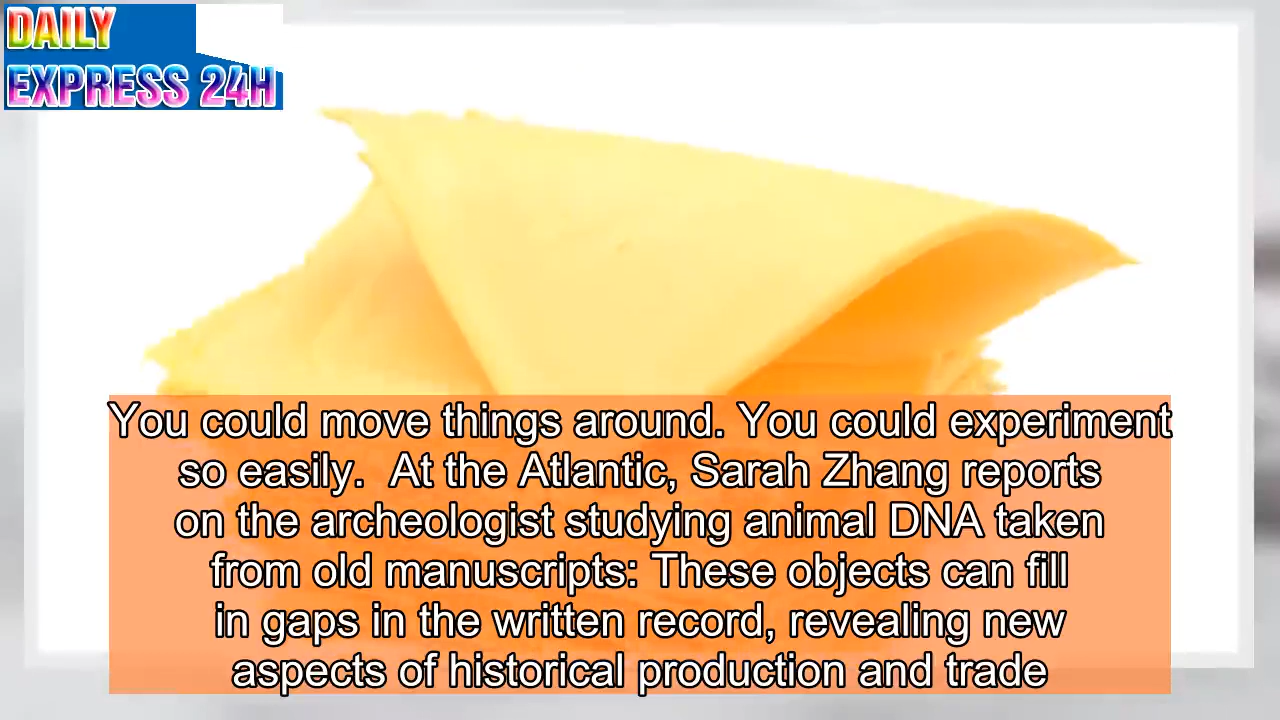 DAILY
EXPRESS 24H
You could move things around. You could experiment
so easily.  At the Atlantic, Sarah Zhang reports
on the archeologist studying animal DNA taken
from old manuscripts: These objects can fill
in gaps in the written record, revealing new
aspects of historical production and trade